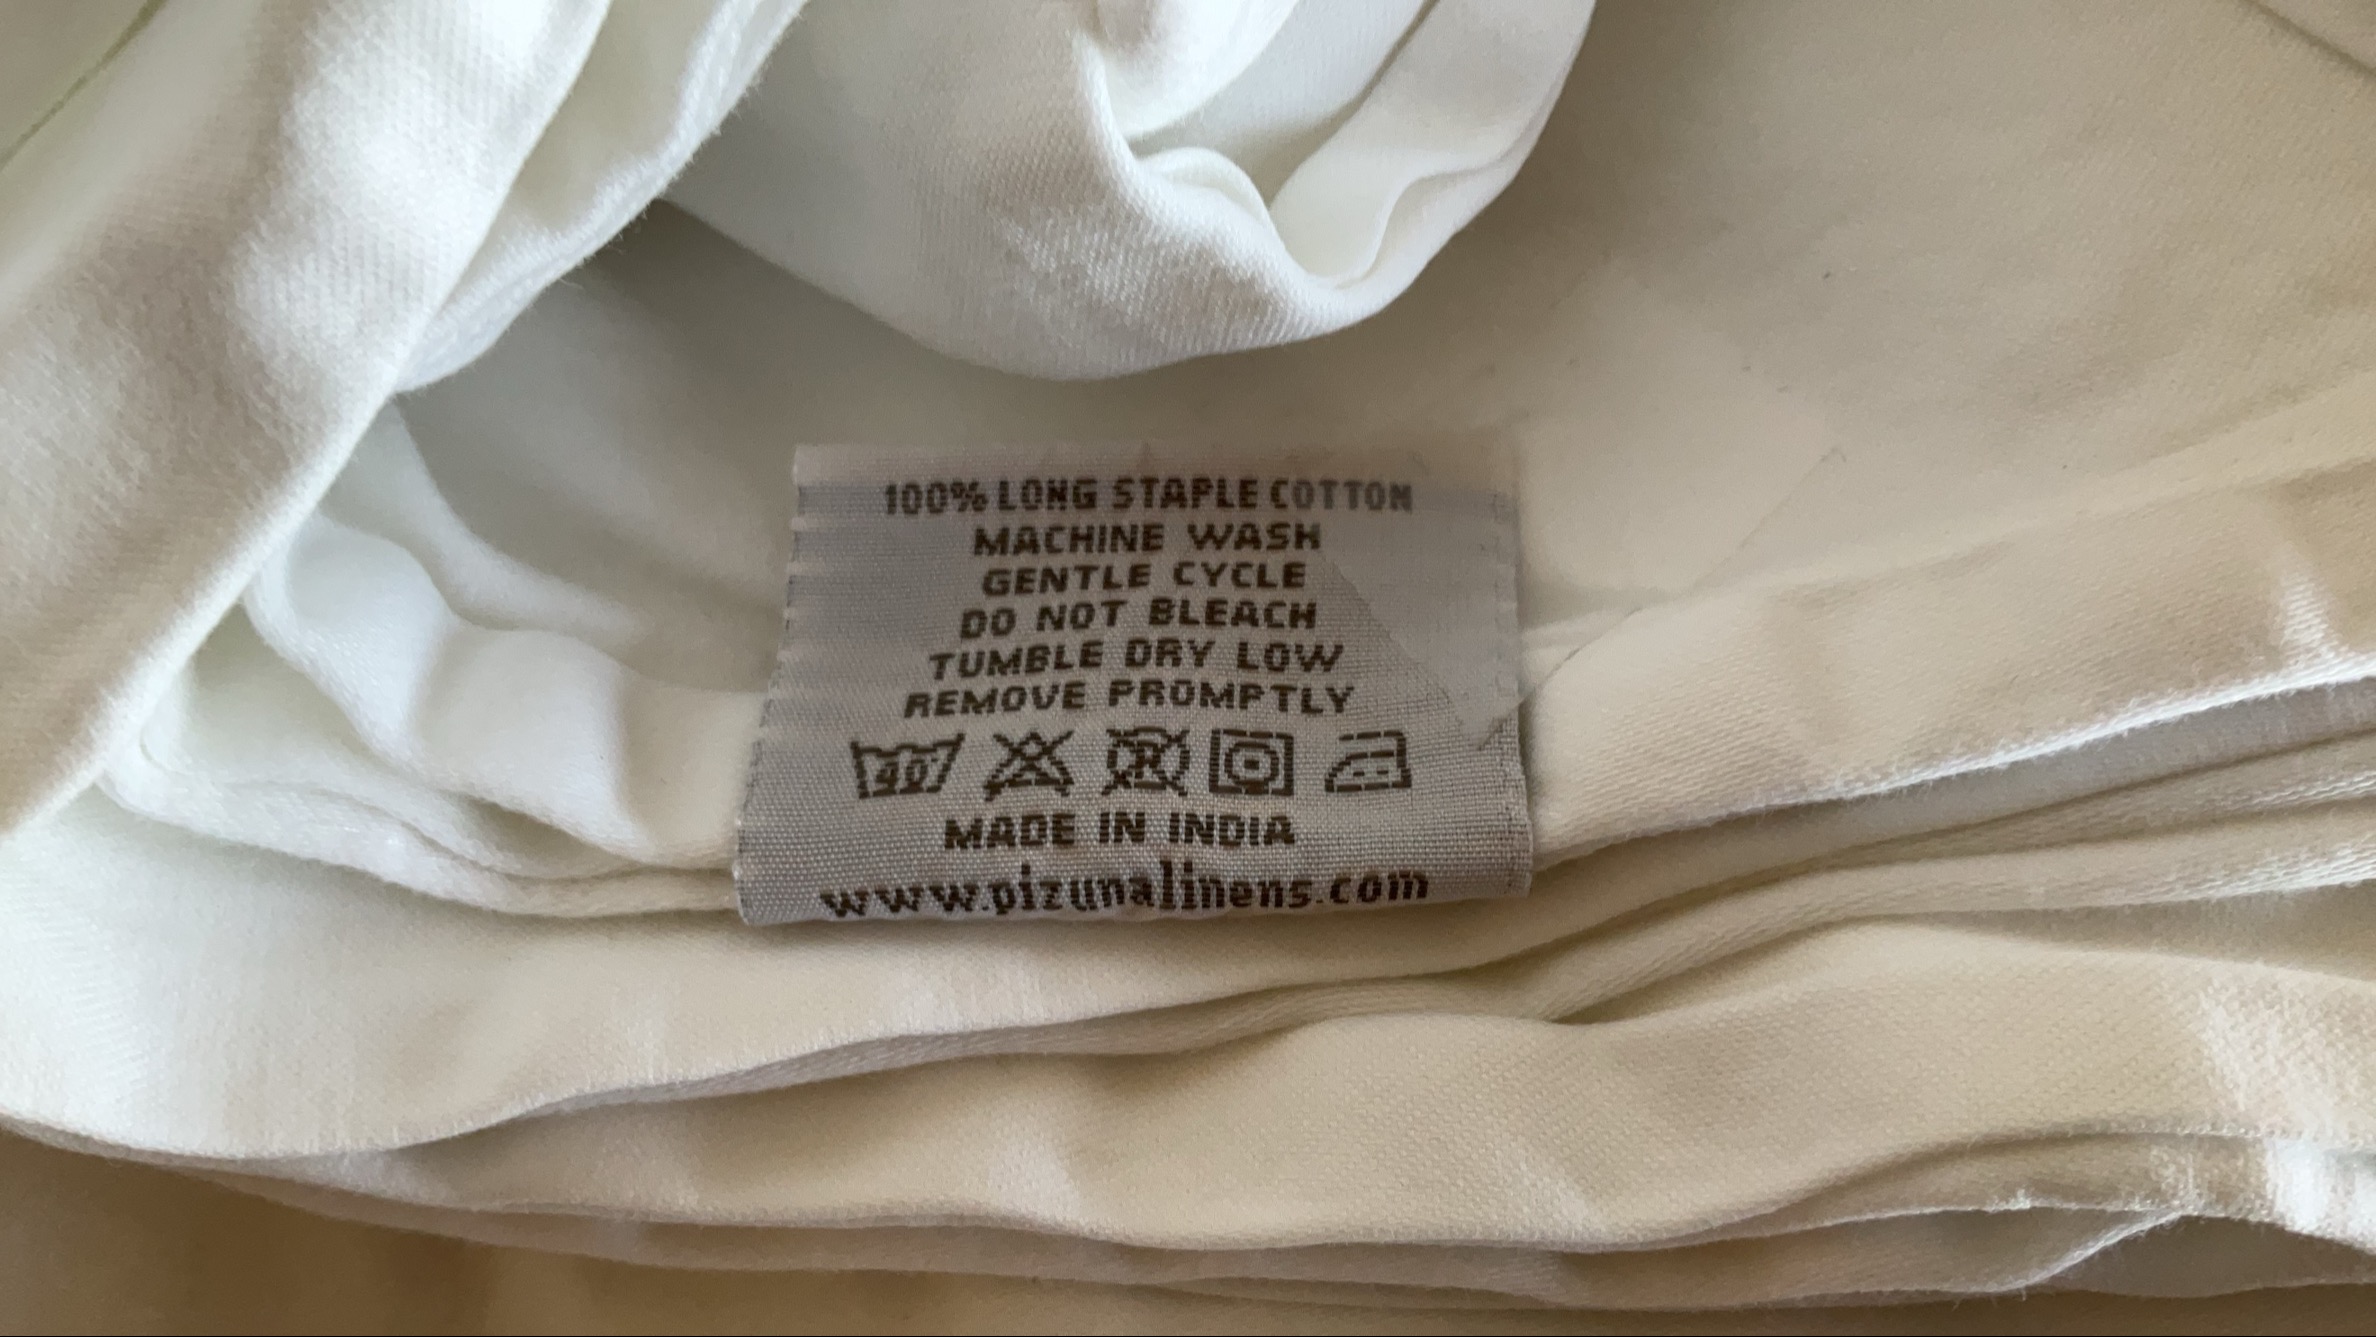 100% LONG STAPLE COTTON
MACHINE WASH
GENTLE CYCLE
DO NOT BLEACH
TUMBLE DRY LOW
REMOVE PROMPTLY
40° R
MADE IN INDIA
www.pizunalinens.com